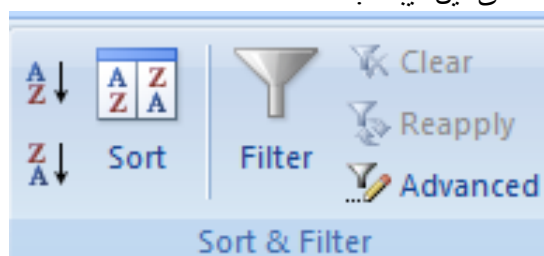 Sort
Filter
Clear
Reapply
Advanced
Sort & Filter